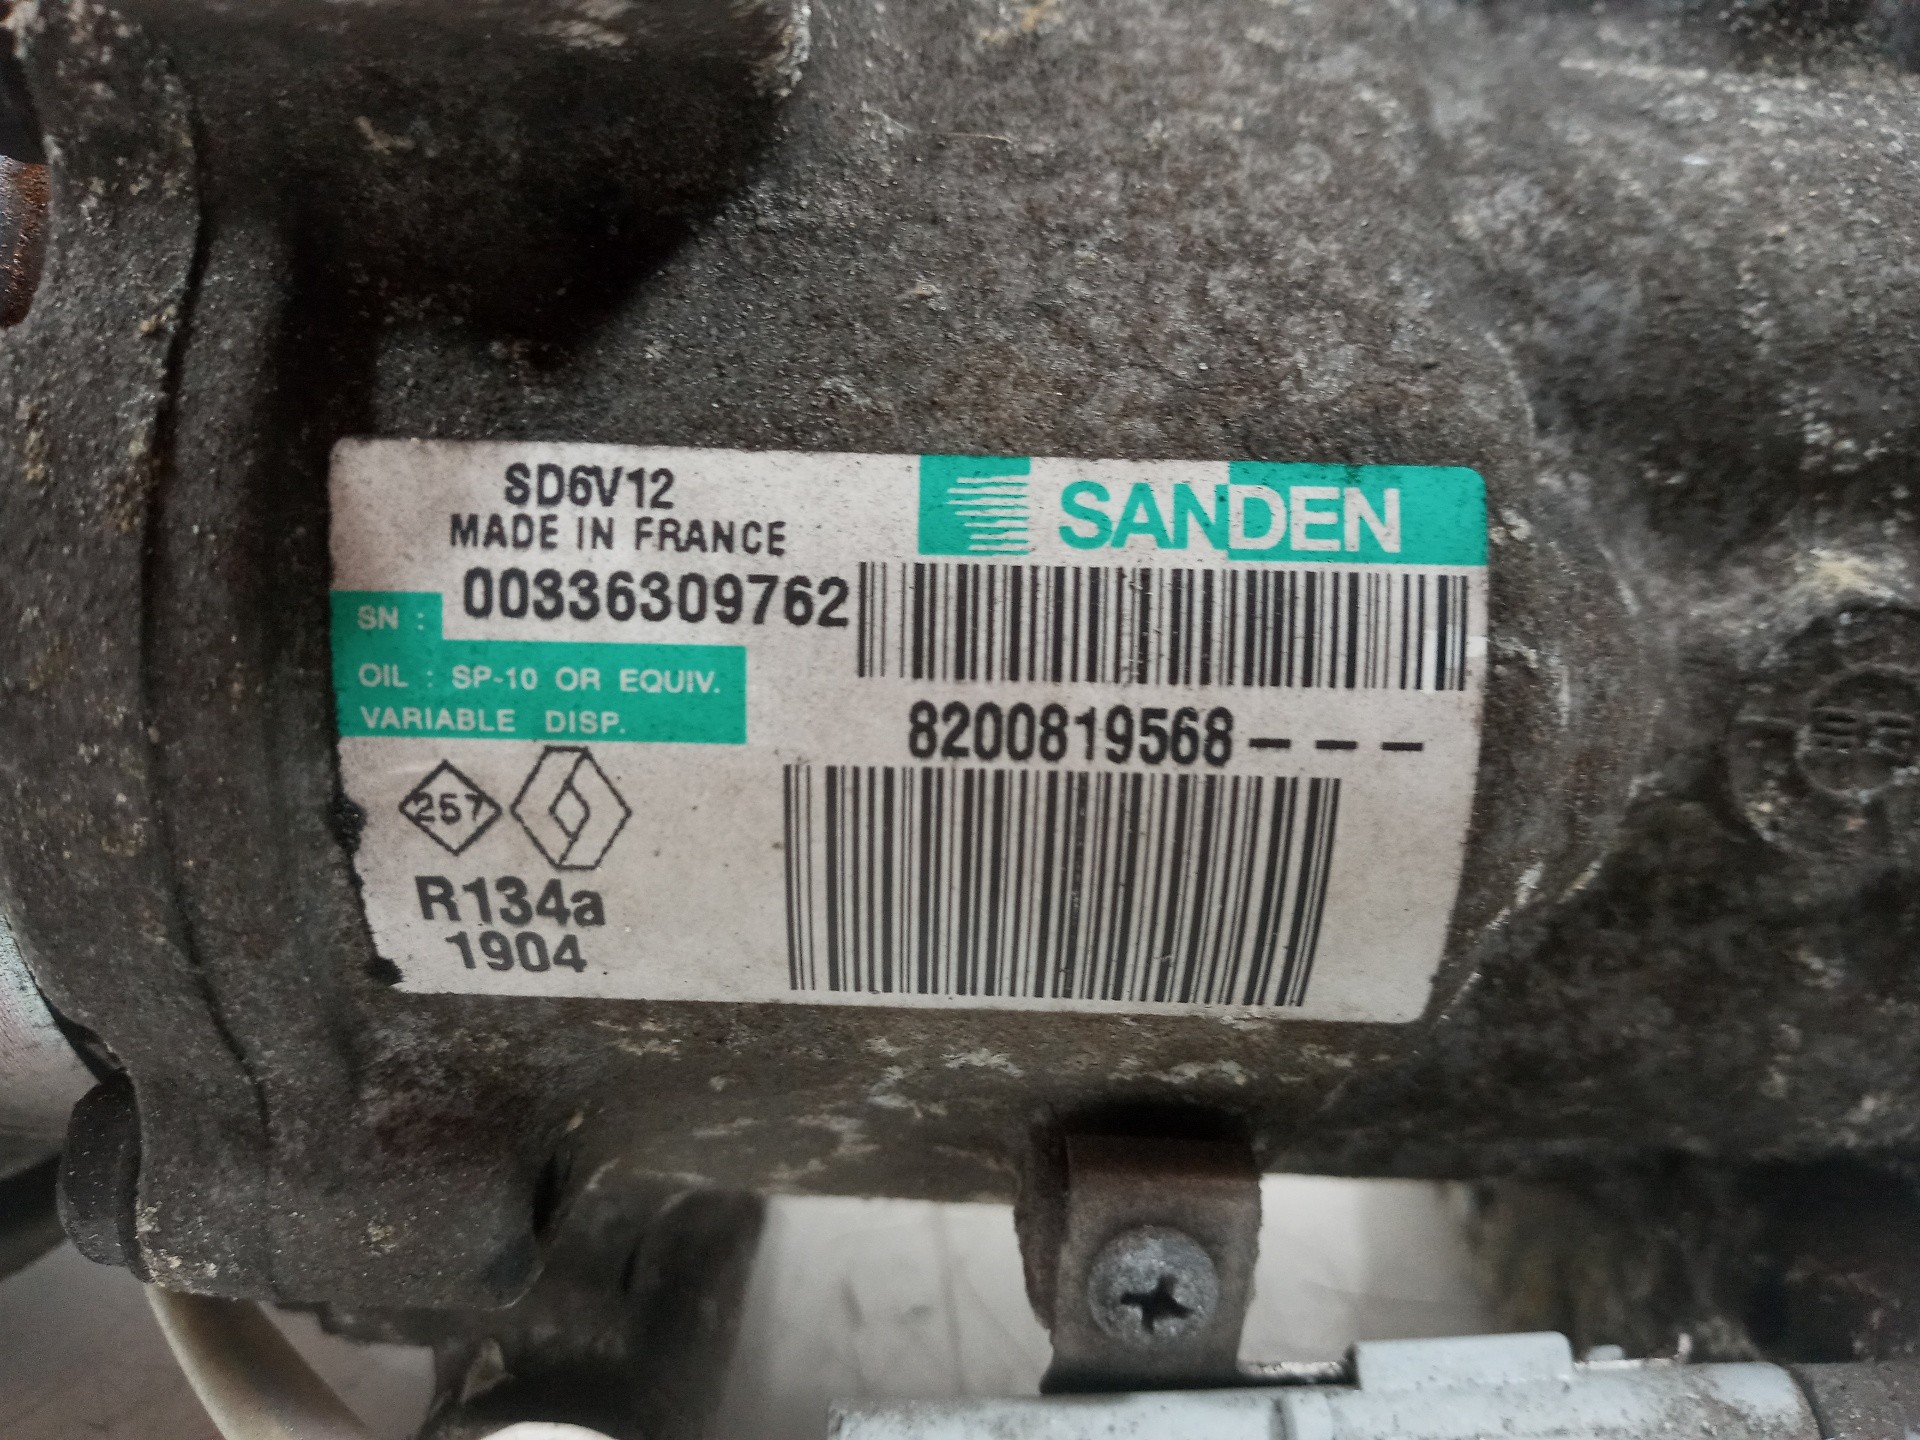 SD6V12
MADE IN FRANCE
SANDEN
SN : 00336309762
OIL : SP-10 OR EQUIV.
VARIABLE DISP.
8200819568---
257
R134a
1904